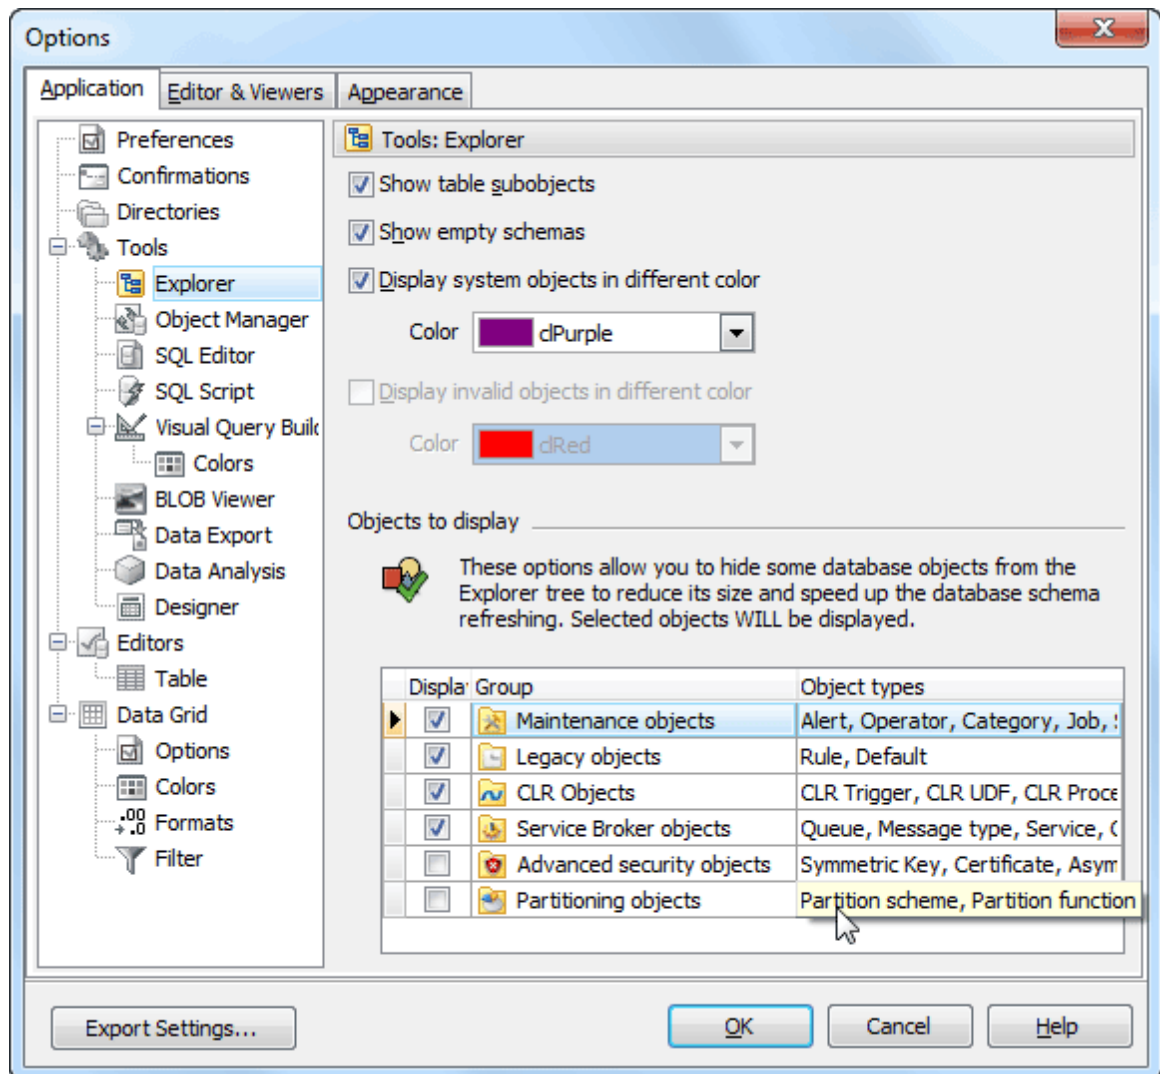 Options
Application Editor & Viewers Appearance
Preferences
Confirmations
Directories
Tools
Explorer
Object Manager
SQL Editor
SQL Script
Visual Query Builc
Colors
BLOB Viewer
Data Export
Data Analysis
Designer
Editors
Table
Data Grid
Options
Colors
Formats
Filter
Tools: Explorer
Show table subobjects
Show empty schemas
Display system objects in different color
Color clPurple
Display invalid objects in different color
Color clRed
Objects to display
These options allow you to hide some database objects from the
Explorer tree to reduce its size and speed up the database schema
refreshing. Selected objects WILL be displayed.
Display Group Object types
Maintenance objects Alert, Operator, Category, Job,
Legacy objects Rule, Default
CLR Objects CLR Trigger, CLR UDF, CLR Proce
Service Broker objects Queue, Message type, Service,
Advanced security objects Symmetric Key, Certificate, Asym
Partitioning objects Partition scheme, Partition function
Export Settings... OK Cancel Help